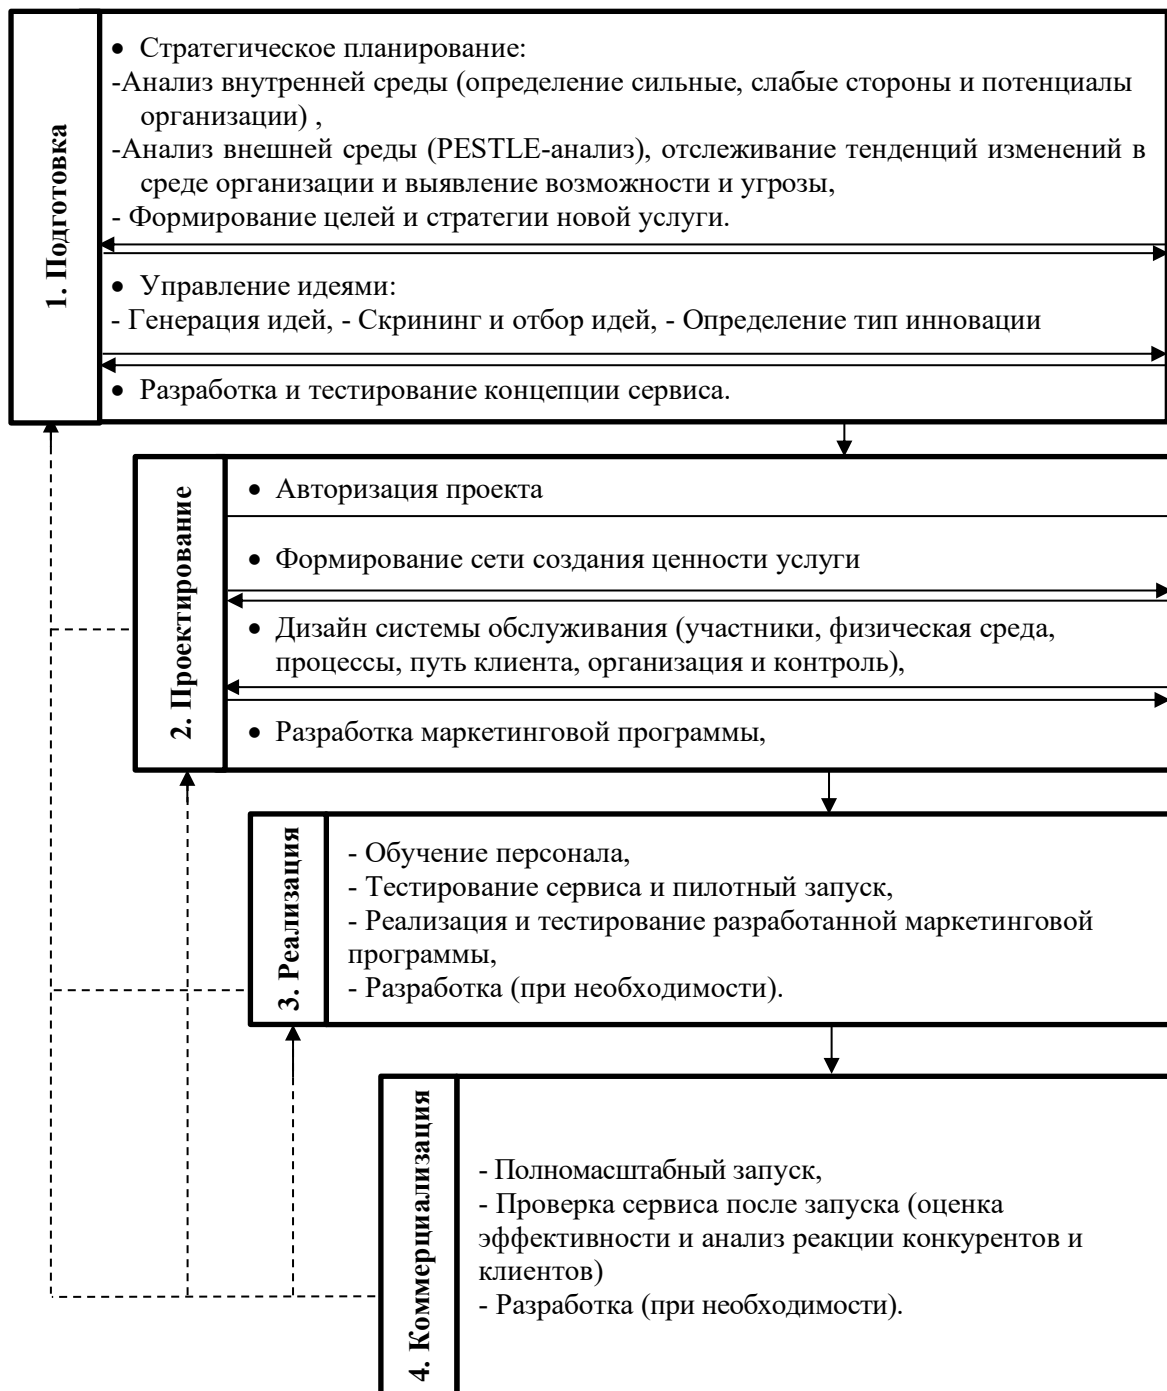 1. Подготовка
• Стратегическое планирование:
-Анализ внутренней среды (определение сильные, слабые стороны и потенциалы
организации) ,
-Анализ внешней среды (PESTLE-анализ), отслеживание тенденций изменений в
среде организации и выявление возможности и угрозы,
- Формирование целей и стратегии новой услуги.
• Управление идеями:
- Генерация идей, - Скрининг и отбор идей, - Определение тип инновации
• Разработка и тестирование концепции сервиса.
2. Проектирование
• Авторизация проекта
• Формирование сети создания ценности услуги
• Дизайн системы обслуживания (участники, физическая среда,
процессы, путь клиента, организация и контроль),
• Разработка маркетинговой программы,
3. Реализация
- Обучение персонала,
- Тестирование сервиса и пилотный запуск,
- Реализация и тестирование разработанной маркетинговой
программы,
- Разработка (при необходимости).
4. Коммерциализация
- Полномасштабный запуск,
- Проверка сервиса после запуска (оценка
эффективности и анализ реакции конкурентов и
клиентов)
- Разработка (при необходимости).